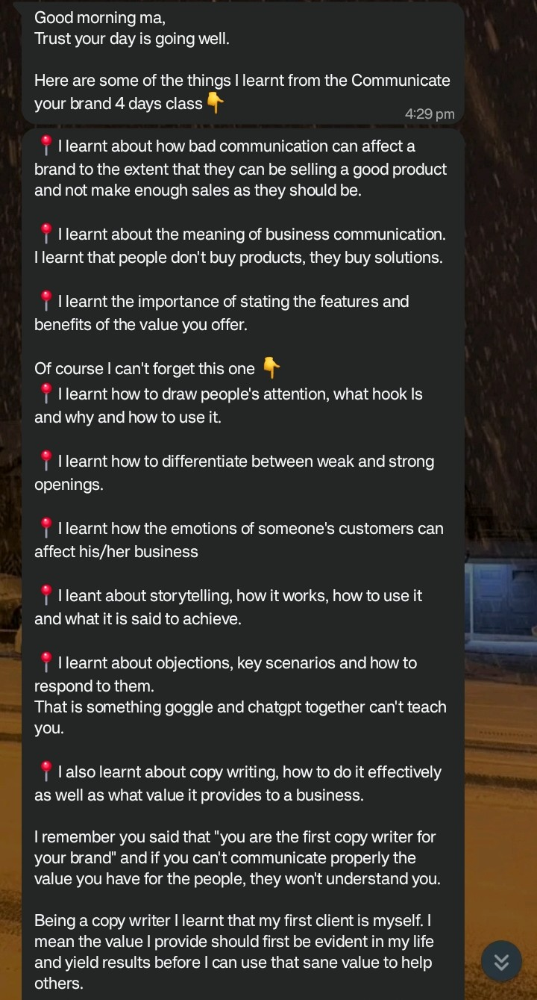 Good morning ma,
Trust your day is going well.
Here are some of the things I learnt from the Communicate
your brand 4 days class👇
4:29 pm
📍I learnt about how bad communication can affect a
brand to the extent that they can be selling a good product
and not make enough sales as they should be.
📍I learnt about the meaning of business communication.
I learnt that people don't buy products, they buy solutions.
📍I learnt the importance of stating the features and
benefits of the value you offer.
Of course I can't forget this one 👇
📍I learnt how to draw people's attention, what hook Is
and why and how to use it.
📍I learnt how to differentiate between weak and strong
openings.
📍I learnt how the emotions of someone's customers can
affect his/her business
📍I leant about storytelling, how it works, how to use it
and what it is said to achieve.
📍I learnt about objections, key scenarios and how to
respond to them.
That is something goggle and chatgpt together can't teach
you.
📍I also learnt about copy writing, how to do it effectively
as well as what value it provides to a business.
I remember you said that "you are the first copy writer for
your brand" and if you can't communicate properly the
value you have for the people, they won't understand you.
Being a copy writer I learnt that my first client is myself. I
mean the value I provide should first be evident in my life
and yield results before I can use that sane value to help
others.